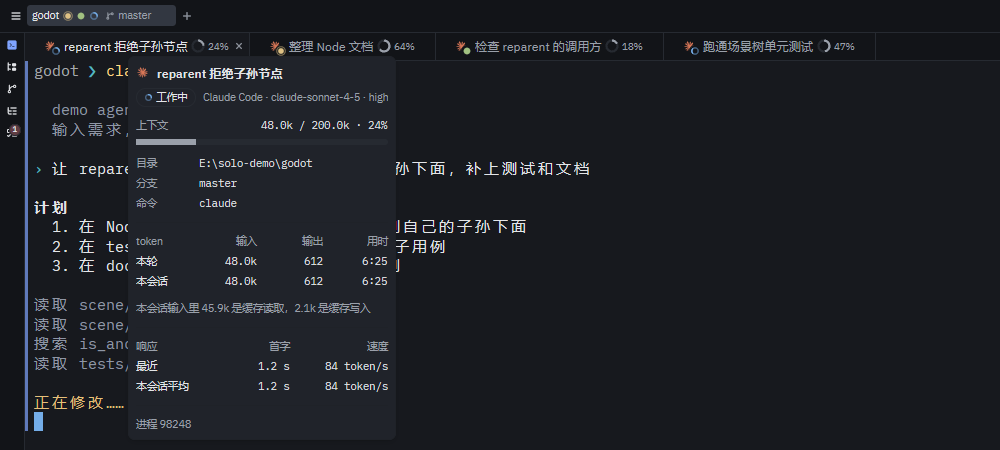 godot master
reparent 拒绝子孙节点 24% × 整理 Node 文档 64% 检查 reparent 的调用方 18% 跑通场景树单元测试 47%
godot ❯ cla
reparent 拒绝子孙节点
工作中 Claude Code · claude-sonnet-4-5 · high
demo agen
输入需求,
上下文 48.0k / 200.0k · 24%
› 让 repare 孙下面, 补上测试和文档
目录 E:\solo-demo\godot
分支 master
命令 claude
计划
1. 在 Nod 到自己的子孙下面
2. 在 tes 子用例
3. 在 doc
token 输入 输出 用时
本轮 48.0k 612 6:25
本会话 48.0k 612 6:25
本会话输入里 45.9k 是缓存读取, 2.1k 是缓存写入
读取 scene/
读取 scene/
搜索 is_anc
读取 tests/
响应 首字 速度
最近 1.2 s 84 token/s
本会话平均 1.2 s 84 token/s
正在修改……
进程 98248
1